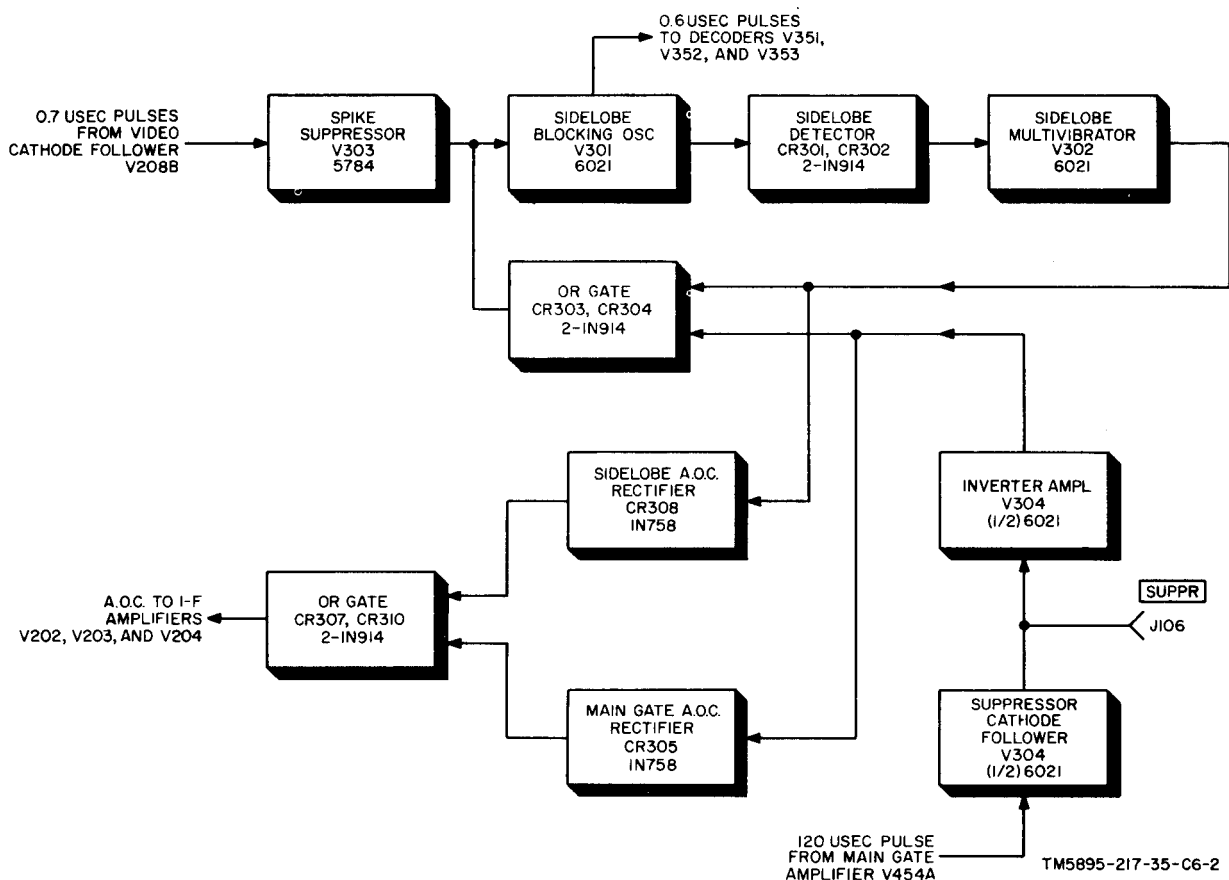 0.6 USEC PULSES
TO DECODERS V351,
V352, AND V353
0.7 USEC PULSES
FROM VIDEO
CATHODE FOLLOWER
V208B
SPIKE
SUPPRESSOR
V303
5784
SIDELOBE
BLOCKING OSC
V301
6021
SIDELOBE
DETECTOR
CR301, CR302
2-IN914
SIDELOBE
MULTIVIBRATOR
V302
6021
OR GATE
CR303, CR304
2-IN914
SIDELOBE A.O.C.
RECTIFIER
CR308
IN758
INVERTER AMPL
V304
(1/2) 6021
SUPPR
J106
A.O.C. TO I-F
AMPLIFIERS
V202, V203, AND V204
OR GATE
CR307, CR310
2-IN914
MAIN GATE A.O.C.
RECTIFIER
CR305
IN758
SUPPRESSOR
CATHODE
FOLLOWER
V304
(1/2) 6021
120 USEC PULSE
FROM MAIN GATE
AMPLIFIER V454A
TM5895-217-35-C6-2